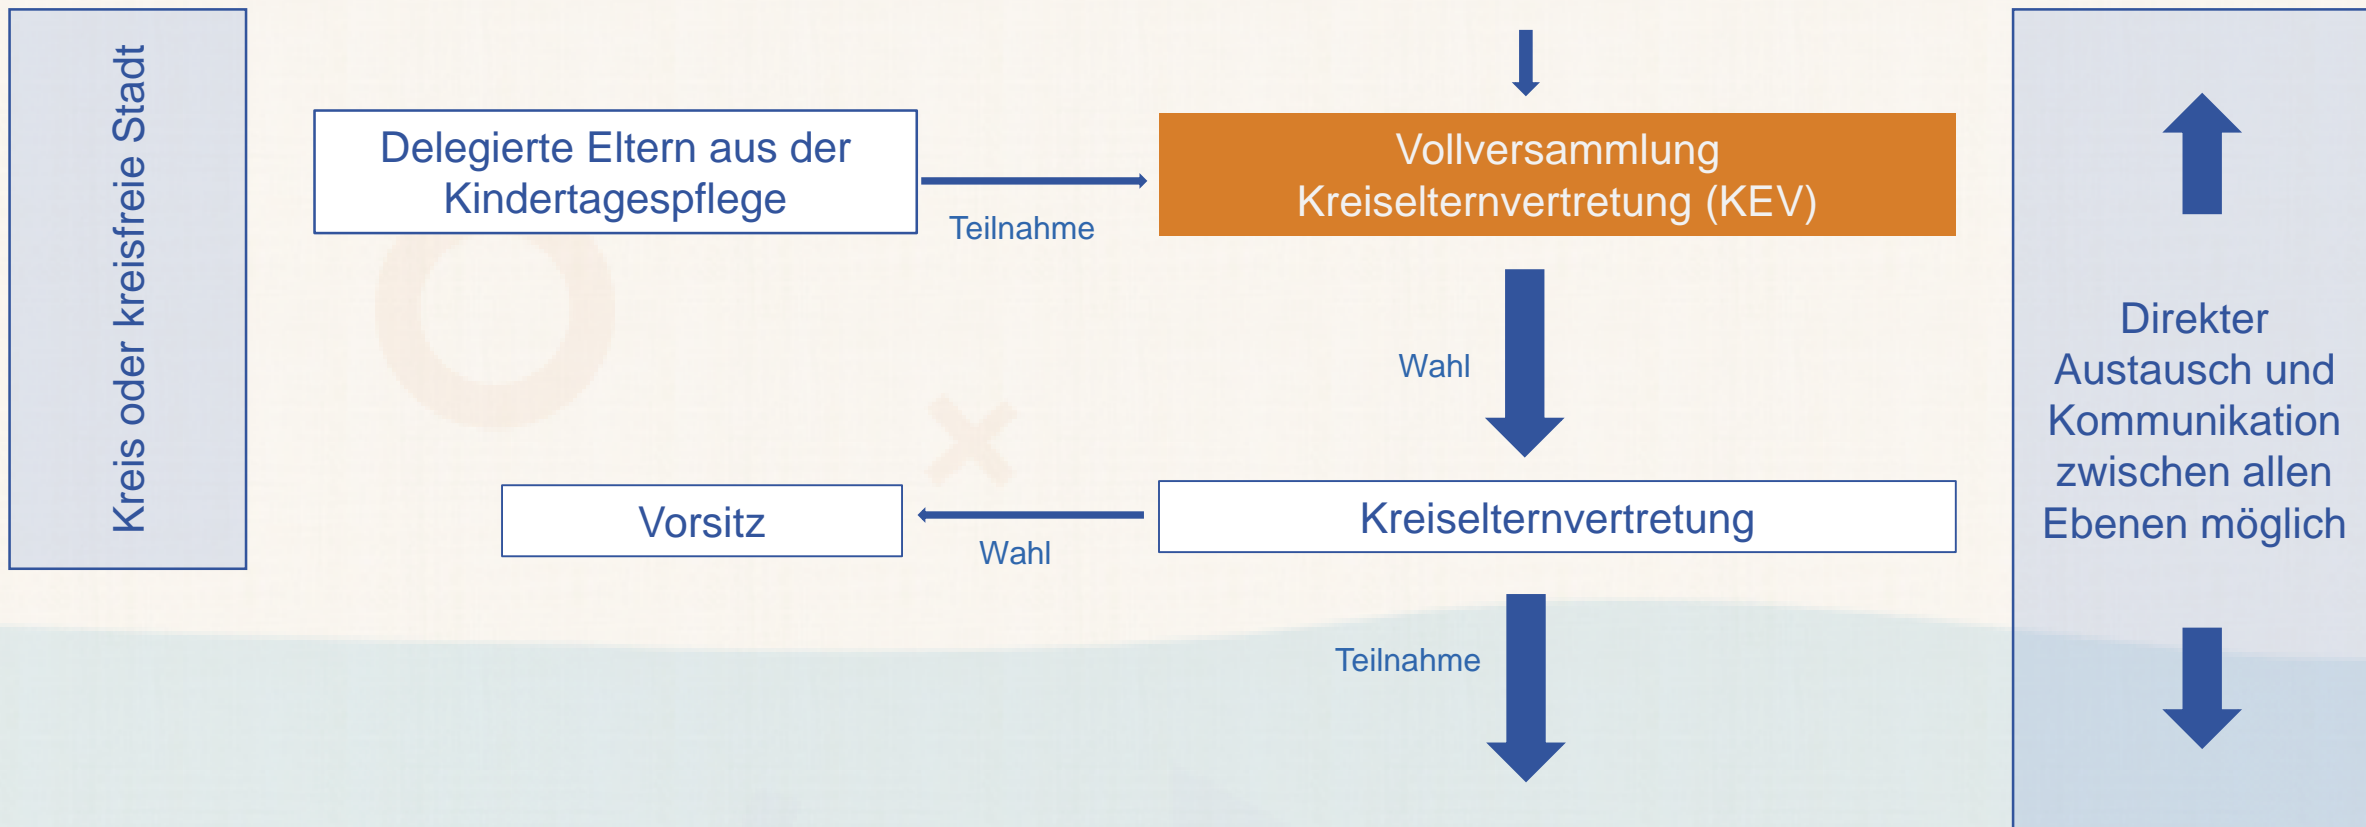 Kreis oder kreisfreie Stadt
Delegierte Eltern aus der
Kindertagespflege
Teilnahme
Vollversammlung
Kreiselternvertretung (KEV)
Wahl
Vorsitz
Wahl
Kreiselternvertretung
Teilnahme
Direkter
Austausch und
Kommunikation
zwischen allen
Ebenen möglich